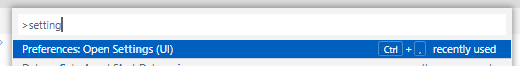 >setting
Preferences: Open Settings (UI) Ctrl + , recently used